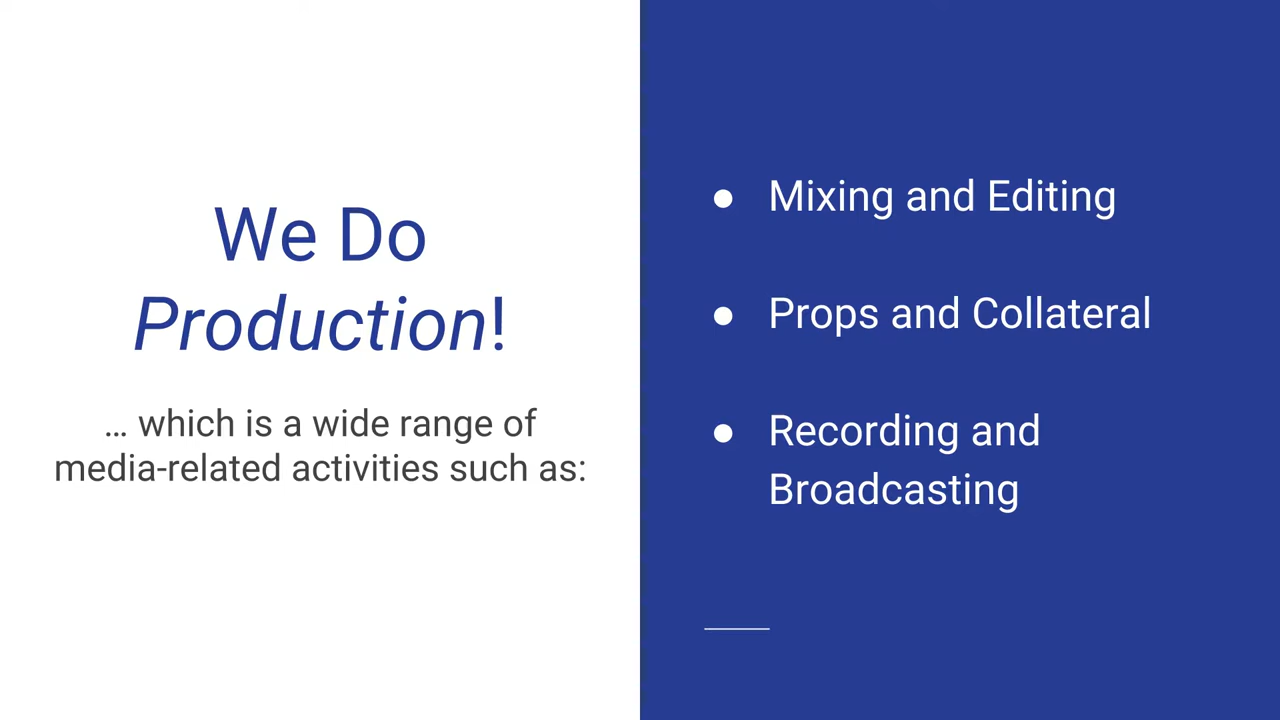 We Do
Production!
… which is a wide range of
media-related activities such as:
● Mixing and Editing
● Props and Collateral
● Recording and
Broadcasting